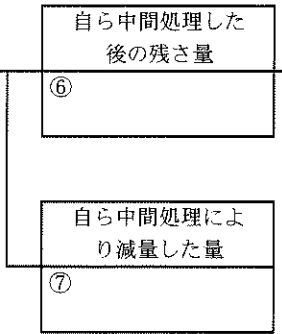 自ら中間処理した
後の残さ量
⑥
自ら中間処理によ
り減量した量
⑦